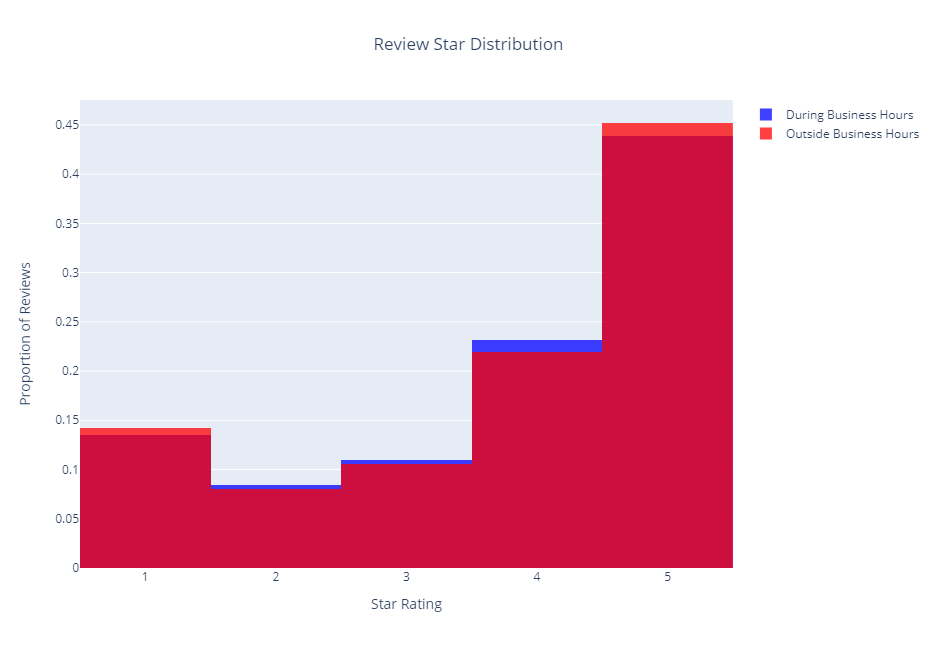 Review Star Distribution
During Business Hours
Outside Business Hours
Proportion of Reviews
0.45
0.4
0.35
0.3
0.25
0.2
0.15
0.1
0.05
0
1 2 3 4 5
Star Rating